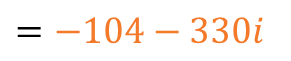 = −104 − 330i